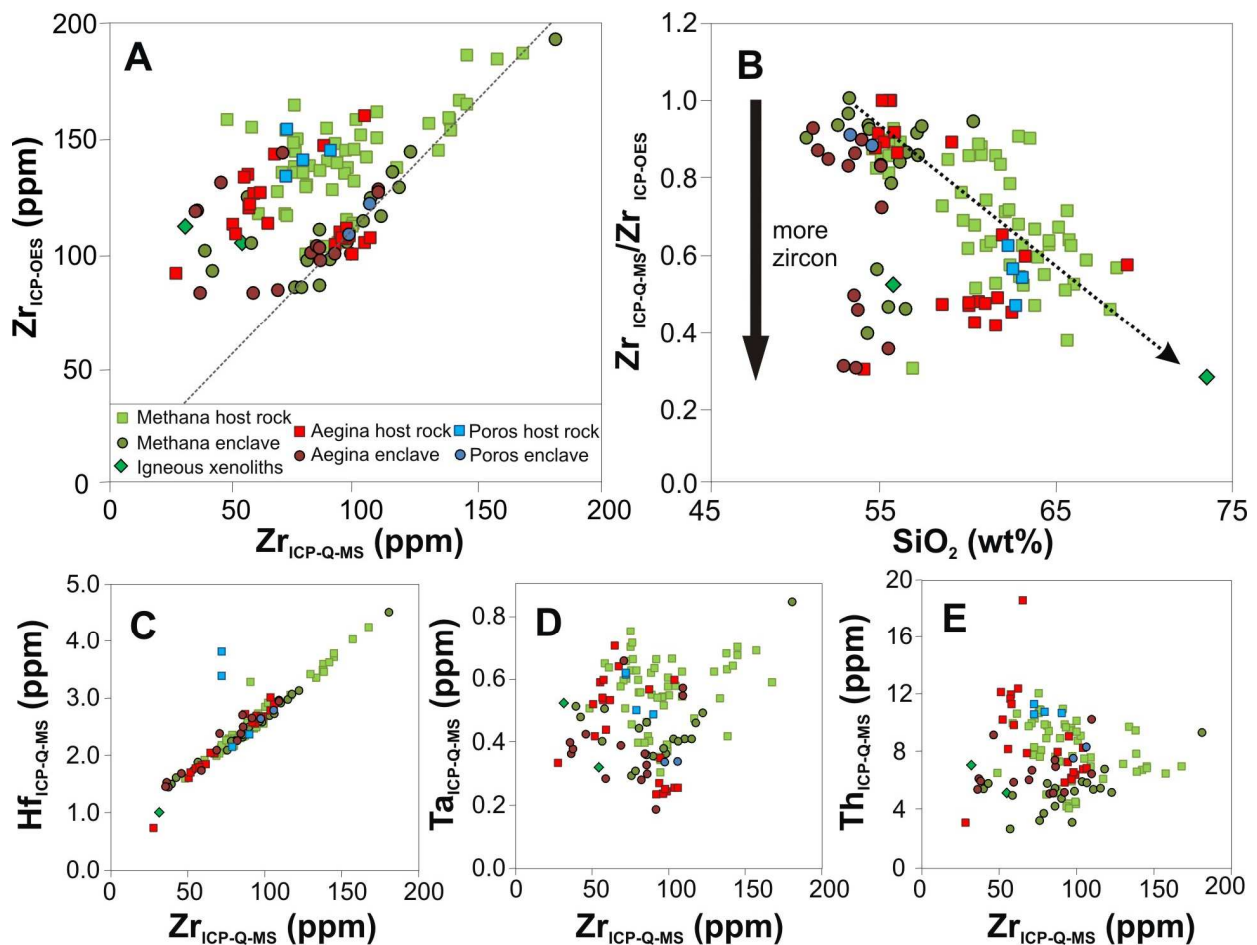 A
Zr ICP-OES (ppm)
200
150
100
50
0
0 50 100 150 200
Zr ICP-Q-MS (ppm)
Methana host rock
Methana enclave
Igneous xenoliths
Aegina host rock
Aegina enclave
Poros host rock
Poros enclave
B
Zr ICP-Q-MS/Zr ICP-OES
1.2
1.0
0.8
0.6
0.4
0.2
0.0
more
zircon
45 55 65 75
SiO2 (wt%)
C
Hf ICP-Q-MS (ppm)
5.0
4.0
3.0
2.0
1.0
0.0
0 50 100 150 200
Zr ICP-Q-MS (ppm)
D
Ta ICP-Q-MS (ppm)
0.8
0.6
0.4
0.2
0.0
0 50 100 150 200
Zr ICP-Q-MS (ppm)
E
Th ICP-Q-MS (ppm)
20
16
12
8
4
0
0 50 100 150 200
Zr ICP-Q-MS (ppm)